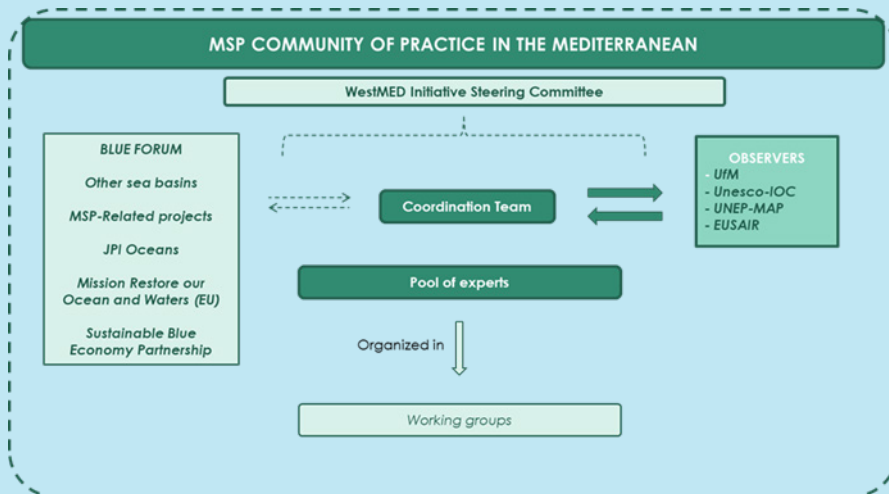 MSP COMMUNITY OF PRACTICE IN THE MEDITERRANEAN
WestMED Initiative Steering Committee
BLUE FORUM
Other sea basins
MSP-Related projects
JPI Oceans
Mission Restore our
Ocean and Waters (EU)
Sustainable Blue
Economy Partnership
Coordination Team
OBSERVERS
- UfM
- Unesco-IOC
- UNEP-MAP
- EUSAIR
Pool of experts
Organized in
Working groups